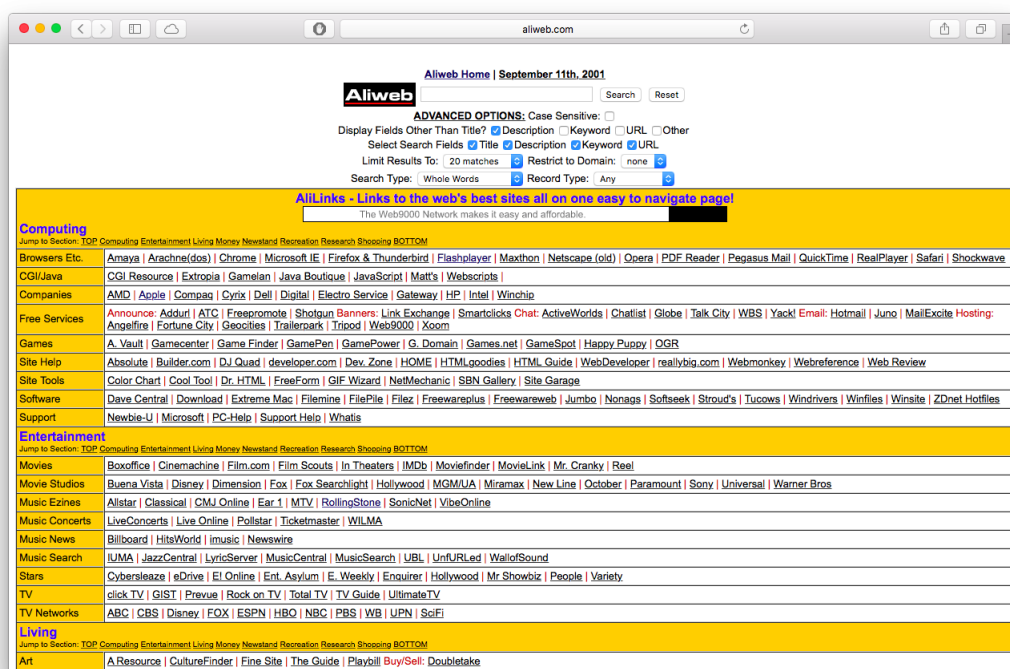 aliweb.com
Aliweb Home | September 11th, 2001
Aliweb Search Reset
ADVANCED OPTIONS: Case Sensitive:
Display Fields Other Than Title? Description Keyword URL Other
Select Search Fields Title Description Keyword URL
Limit Results To: 20 matches Restrict to Domain: none
Search Type: Whole Words Record Type: Any
AliLinks - Links to the web's best sites all on one easy to navigate page!
The Web9000 Network makes it easy and affordable.
Computing
Jump to Section: TOP Computing Entertainment Living Money Newstand Recreation Research Shopping BOTTOM
Browsers Etc. Amaya | Arachne(dos) | Chrome | Microsoft IE | Firefox & Thunderbird | Flashplayer | Maxthon | Netscape (old) | Opera | PDF Reader | Pegasus Mail | QuickTime | RealPlayer | Safari | Shockwave
CGI/Java CGI Resource | Extropia | Gamelan | Java Boutique | JavaScript | Matt's | Webscripts |
Companies AMD | Apple | Compaq | Cyrix | Dell | Digital | Electro Service | Gateway | HP | Intel | Winchip
Free Services Announce: Addurl | ATC | Freepromote | Shotgun Banners: Link Exchange | Smartclicks Chat: ActiveWorlds | Chatlist | Globe | Talk City | WBS | Yack! Email: Hotmail | Juno | MailExcite Hosting:
Angelfire | Fortune City | Geocities | Trailerpark | Tripod | Web9000 | Xoom
Games A. Vault | Gamecenter | Game Finder | GamePen | GamePower | G. Domain | Games.net | GameSpot | Happy Puppy | OGR
Site Help Absolute | Builder.com | DJ Quad | developer.com | Dev. Zone | HOME | HTMLgoodies | HTML Guide | WebDeveloper | reallybig.com | Webmonkey | Webreference | Web Review
Site Tools Color Chart | Cool Tool | Dr. HTML | FreeForm | GIF Wizard | NetMechanic | SBN Gallery | Site Garage
Software Dave Central | Download | Extreme Mac | Filemine | FilePile | Filez | Freewareplus | Freewareweb | Jumbo | Nonags | Softseek | Stroud's | Tucows | Windrivers | Winfiles | Winsite | ZDnet Hotfiles
Support Newbie-U | Microsoft | PC-Help | Support Help | Whatis
Entertainment
Jump to Section: TOP Computing Entertainment Living Money Newstand Recreation Research Shopping BOTTOM
Movies Boxoffice | Cinemachine | Film.com | Film Scouts | In Theaters | IMDb | Moviefinder | MovieLink | Mr. Cranky | Reel
Movie Studios Buena Vista | Disney | Dimension | Fox | Fox Searchlight | Hollywood | MGM/UA | Miramax | New Line | October | Paramount | Sony | Universal | Warner Bros
Music Ezines Allstar | Classical | CMJ Online | Ear 1 | MTV | RollingStone | SonicNet | VibeOnline
Music Concerts LiveConcerts | Live Online | Pollstar | Ticketmaster | WILMA
Music News Billboard | HitsWorld | imusic | Newswire
Music Search IUMA | JazzCentral | LyricServer | MusicCentral | MusicSearch | UBL | UnfURLed | WallofSound
Stars Cybersleaze | eDrive | E! Online | Ent. Asylum | E. Weekly | Enquirer | Hollywood | Mr Showbiz | People | Variety
TV click TV | GIST | Prevue | Rock on TV | Total TV | TV Guide | UltimateTV
TV Networks ABC | CBS | Disney | FOX | ESPN | HBO | NBC | PBS | WB | UPN | SciFi
Living
Jump to Section: TOP Computing Entertainment Living Money Newstand Recreation Research Shopping BOTTOM
Art A Resource | CultureFinder | Fine Site | The Guide | Playbill Buy/Sell: Doubletake